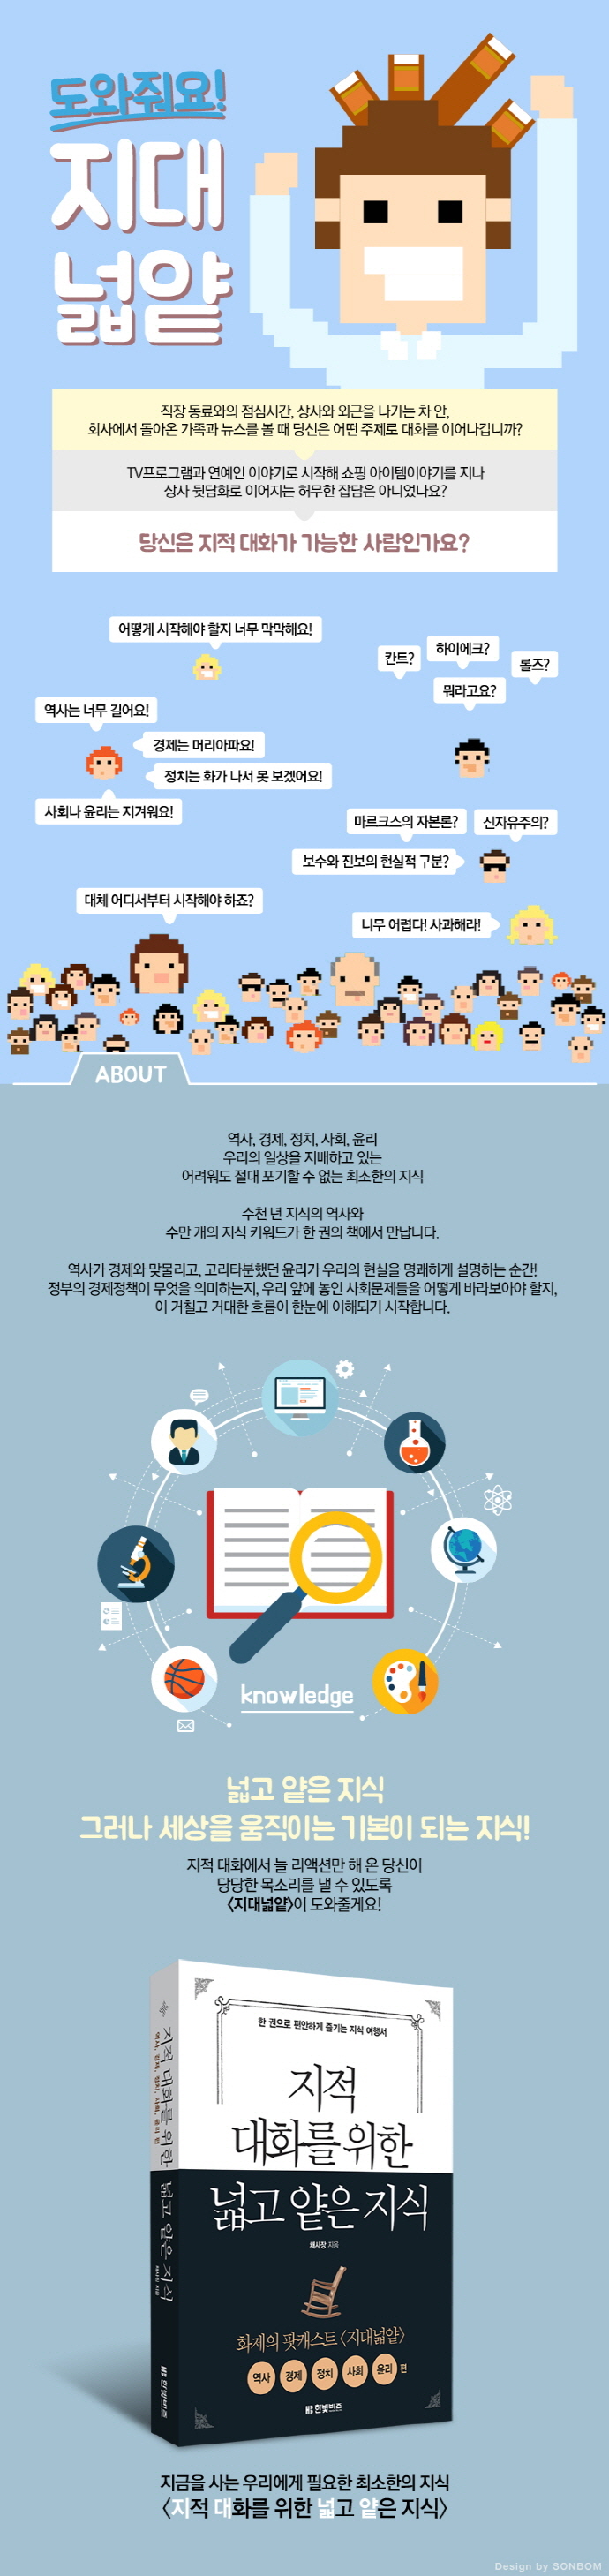 도와줘요!
지대
넓얕
직장 동료와의 점심시간, 상사와 외근을 나가는 차 안,
회사에서 돌아온 가족과 뉴스를 볼 때 당신은 어떤 주제로 대화를 이어나갑니까?
TV프로그램과 연예인 이야기로 시작해 쇼핑 아이템이야기를 지나
상사 뒷담화로 이어지는 허무한 잡담은 아니었나요?
당신은 지적 대화가 가능한 사람인가요?
어떻게 시작해야 할지 너무 막막해요!
칸트?
하이에크?
롤즈?
뭐라고요?
역사는 너무 길어요!
경제는 머리아파요!
정치는 화가 나서 못 보겠어요!
사회나 윤리는 지겨워요!
마르크스의 자본론?
신자유주의?
보수와 진보의 현실적 구분?
대체 어디서부터 시작해야 하죠?
너무 어렵다! 사과해라!
ABOUT
역사, 경제, 정치, 사회, 윤리
우리의 일상을 지배하고 있는
어려워도 절대 포기할 수 없는 최소한의 지식
수천 년 지식의 역사와
수만 개의 지식 키워드가 한 권의 책에서 만납니다.
역사가 경제와 맞물리고, 고리타분했던 윤리가 우리의 현실을 명쾌하게 설명하는 순간!
정부의 경제정책이 무엇을 의미하는지, 우리 앞에 놓인 사회문제들을 어떻게 바라보아야 할지,
이 거칠고 거대한 흐름이 한눈에 이해되기 시작합니다.
knowledge
넓고 얕은 지식
그러나 세상을 움직이는 기본이 되는 지식!
지적 대화에서 늘 리액션만 해 온 당신이
당당한 목소리를 낼 수 있도록
〈지대넓얕〉이 도와줄게요!
한 권으로 편안하게 즐기는 지식 여행서
지적
대화를 위한
넓고 얕은 지식
채사장 지음
화제의 팟캐스트 〈지대넓얕〉
역사 경제 정치 사회 윤리 편
한빛비즈
지적 대화를 위한 넓고 얕은 지식
역사, 경제, 정치, 사회, 윤리 편
채사장 지음
한빛비즈
지금을 사는 우리에게 필요한 최소한의 지식
〈지적 대화를 위한 넓고 얕은 지식〉
Design by SONBOM